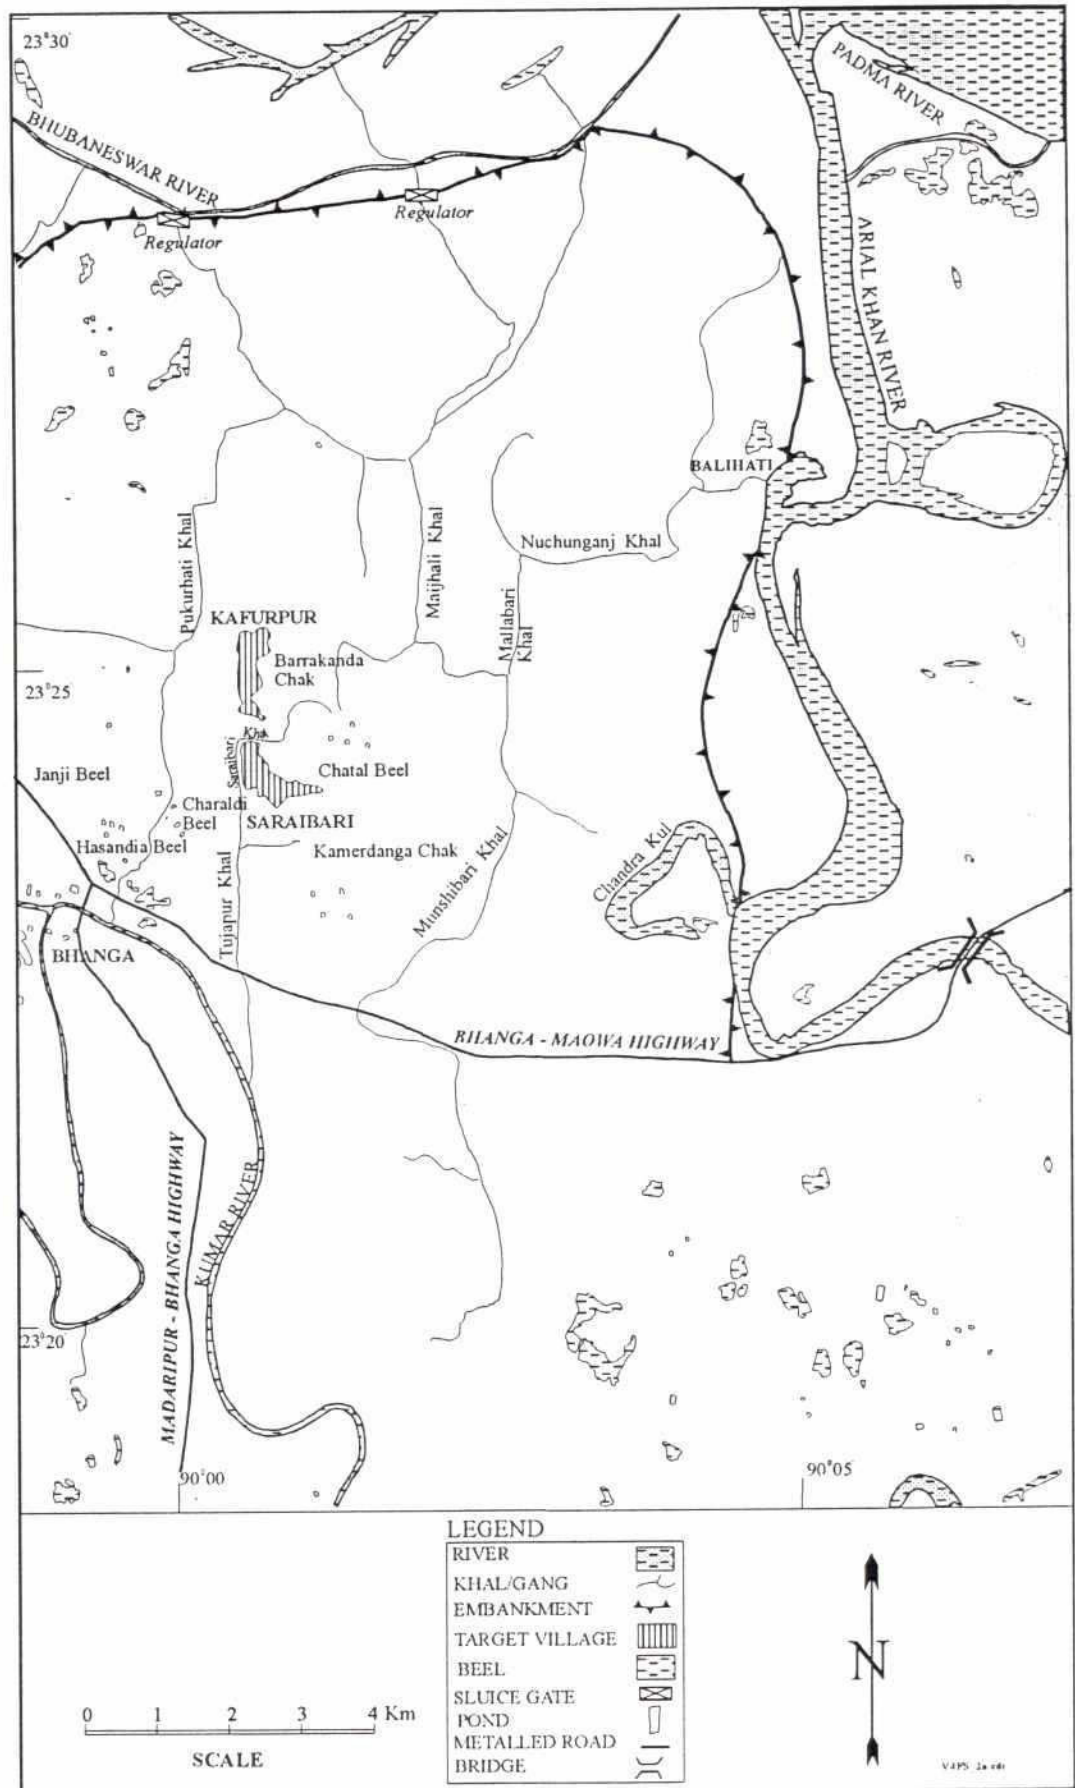 23°30'
PADMA RIVER
BHUBANESWAR RIVER
Regulator
Regulator
ARIAL KHAN RIVER
BALIHATI
Nuchunganj Khal
Pukurhati Khal
Maijhali Khal
Mallabari
Khal
KAFURPUR
Barrakanda
Chak
23°25
Khal
Saraibari
Janji Beel
Chatal Beel
Charaldi
Beel
SARAIBARI
Hasandia Beel
Kamerdanga Chak
Chandra Kul
Munshibari Khal
Tujapur Khal
BHANGA
BHANGA - MAOWA HIGHWAY
MADARIPUR - BHANGA HIGHWAY
KUMAR RIVER
23°20
90°00
90°05
LEGEND
RIVER
KHAL/GANG
EMBANKMENT
TARGET VILLAGE
BEEL
SLUICE GATE
POND
METALLED ROAD
BRIDGE
0 1 2 3 4 Km
SCALE
N